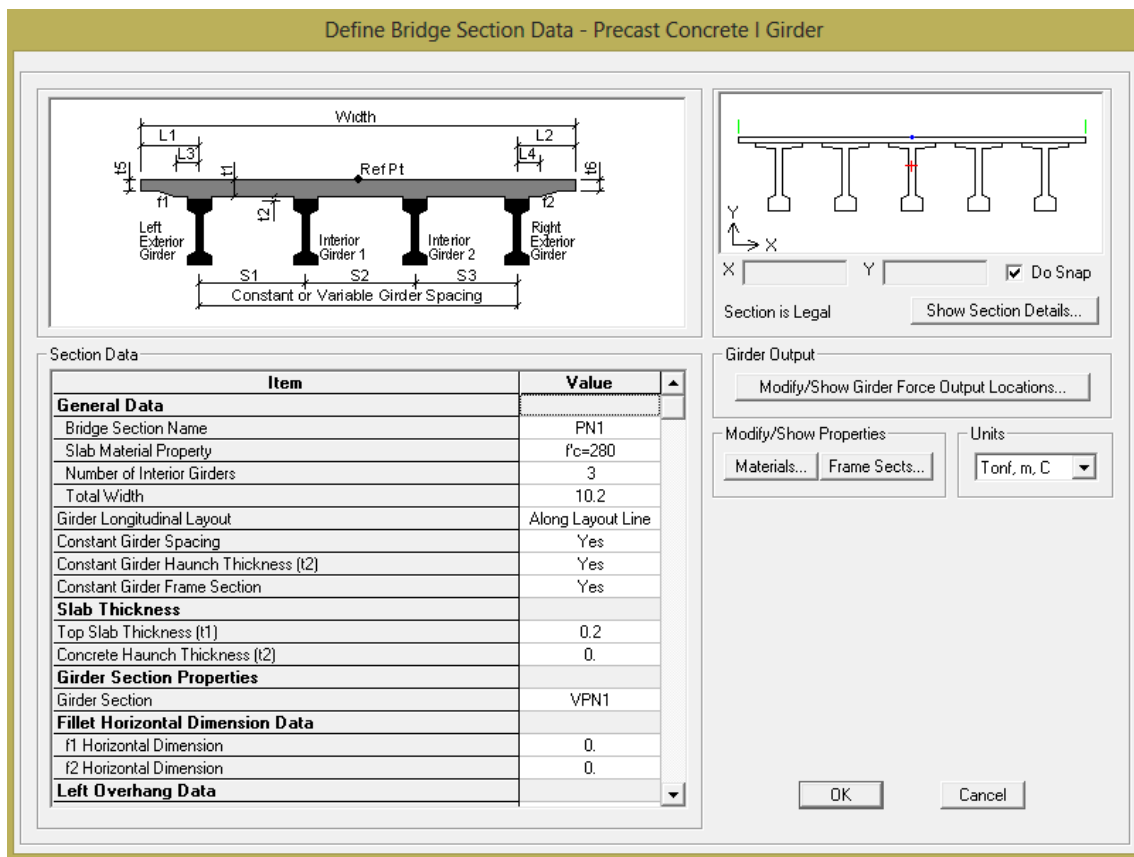 Define Bridge Section Data - Precast Concrete I Girder
Width
L1
L2
L3
L4
t5
t1
Ref Pt
t6
f1
t2
f2
Left Exterior Girder
Interior Girder 1
Interior Girder 2
Right Exterior Girder
S1
S2
S3
Constant or Variable Girder Spacing
Y
X
X
Y
Do Snap
Section is Legal
Show Section Details...
Section Data
Item Value
General Data
Bridge Section Name PN1
Slab Material Property f'c=280
Number of Interior Girders 3
Total Width 10.2
Girder Longitudinal Layout Along Layout Line
Constant Girder Spacing Yes
Constant Girder Haunch Thickness (t2) Yes
Constant Girder Frame Section Yes
Slab Thickness
Top Slab Thickness (t1) 0.2
Concrete Haunch Thickness (t2) 0.
Girder Section Properties
Girder Section VPN1
Fillet Horizontal Dimension Data
f1 Horizontal Dimension 0.
f2 Horizontal Dimension 0.
Left Overhang Data
Girder Output
Modify/Show Girder Force Output Locations...
Modify/Show Properties
Materials...
Frame Sects...
Units
Tonf, m, C
OK
Cancel